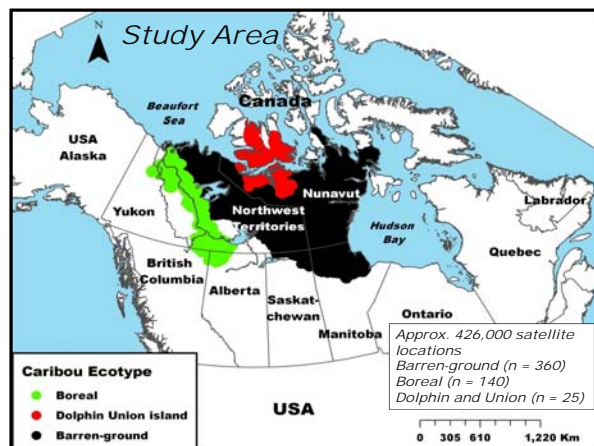 N
Study Area
Beaufort
Sea
Canada
USA
Alaska
Yukon
Nunavut
Northwest
Territories
Hudson
Bay
Labrador
Quebec
British
Columbia
Alberta
Saskat-
chewan
Manitoba
Ontario
USA
Caribou Ecotype
Boreal
Dolphin Union island
Barren-ground
Approx. 426,000 satellite
locations
Barren-ground (n = 360)
Boreal (n = 140)
Dolphin and Union (n = 25)
0 305 610 1,220 Km